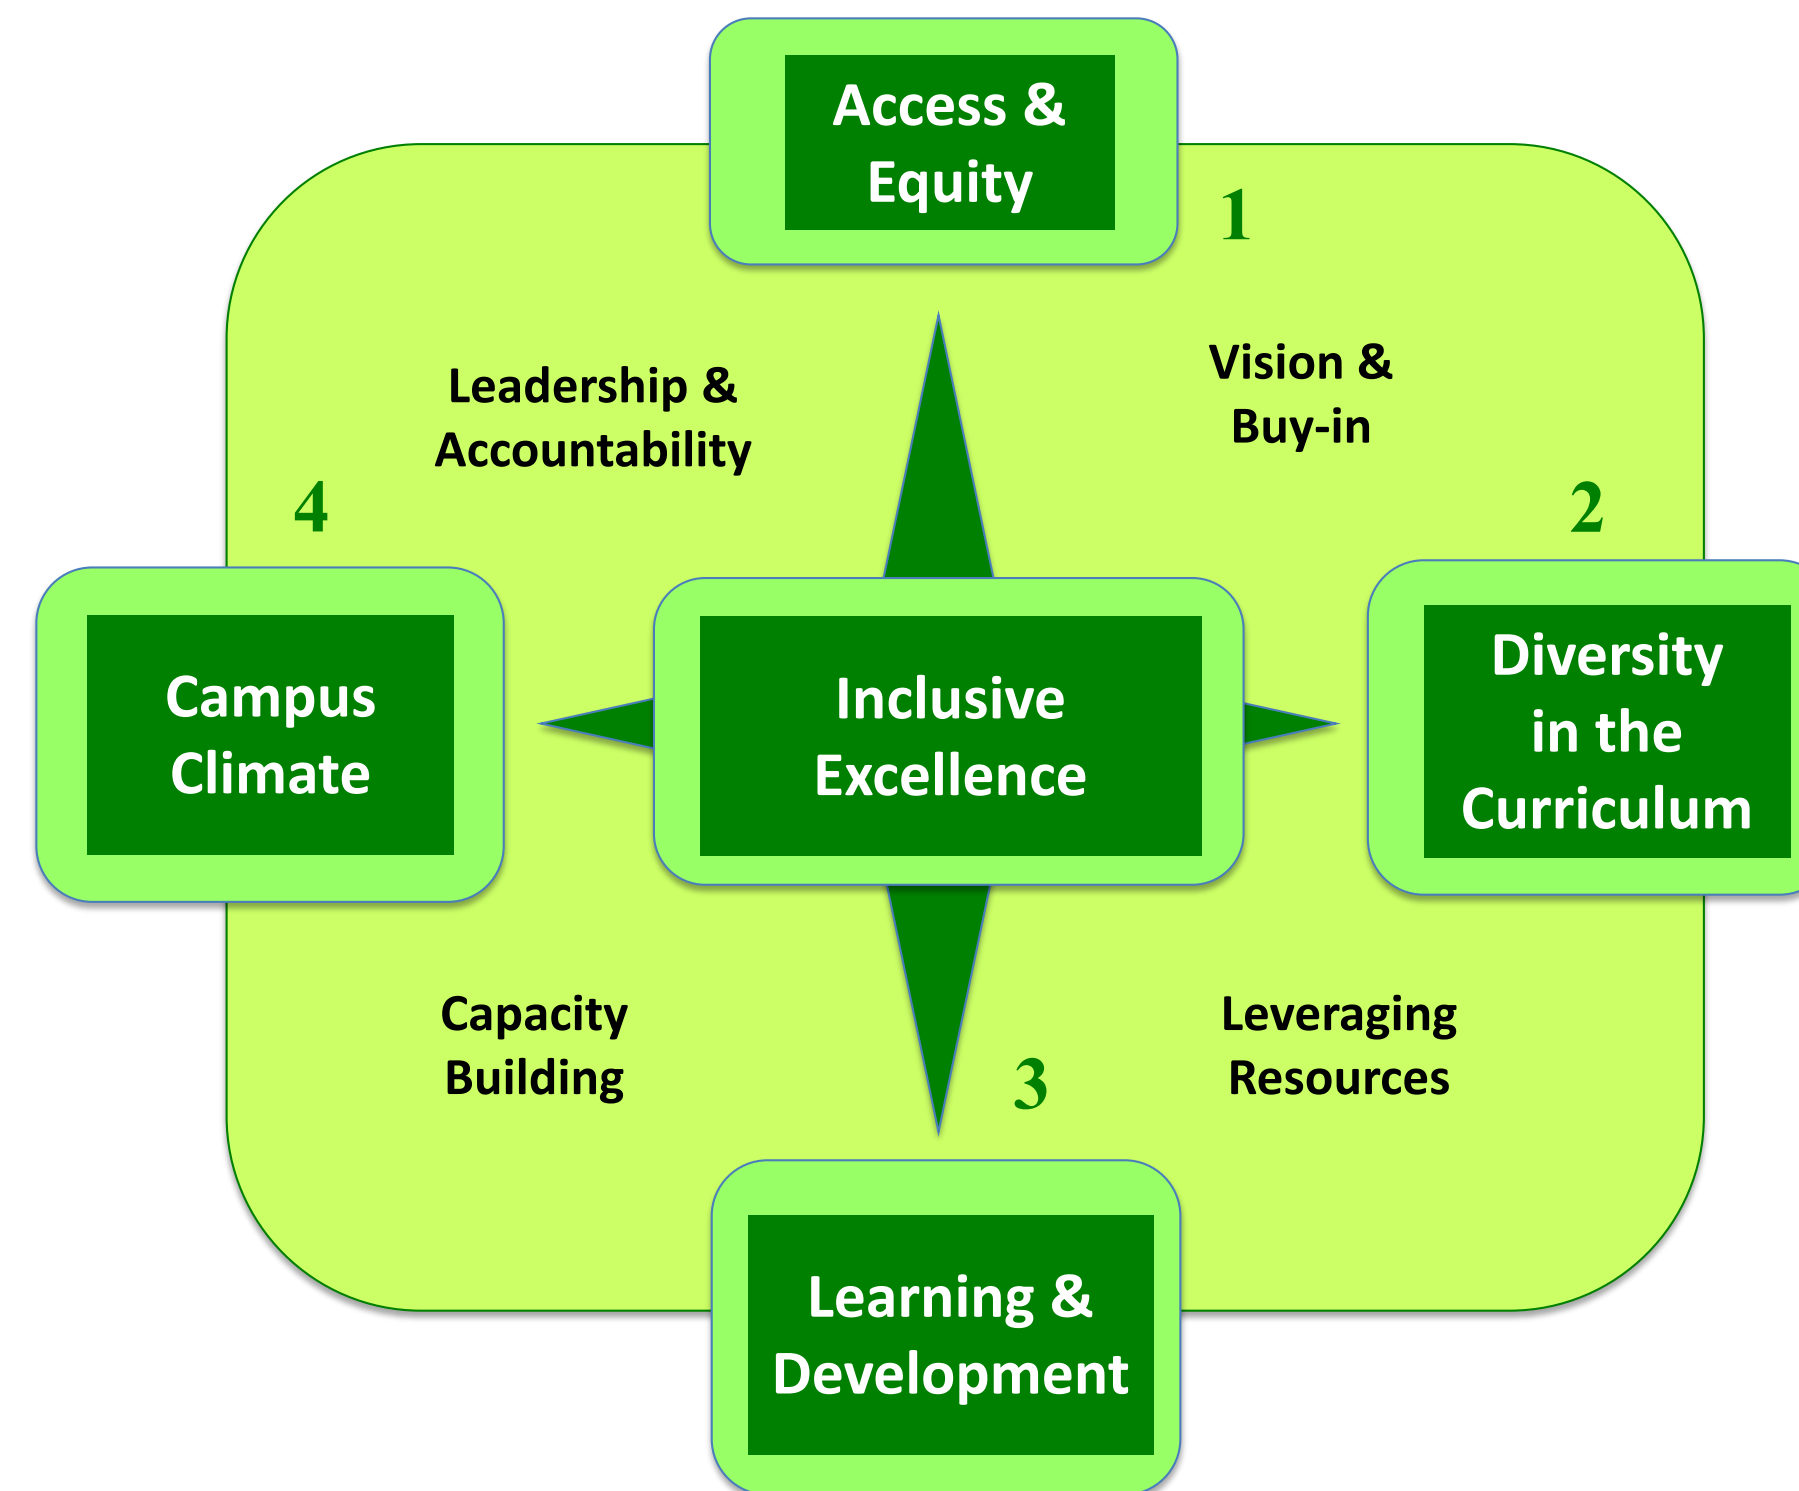 Access &
Equity
1
Leadership &
Accountability
Vision &
Buy-in
4
2
Campus
Climate
Inclusive
Excellence
Diversity
in the
Curriculum
Capacity
Building
3
Leveraging
Resources
Learning &
Development